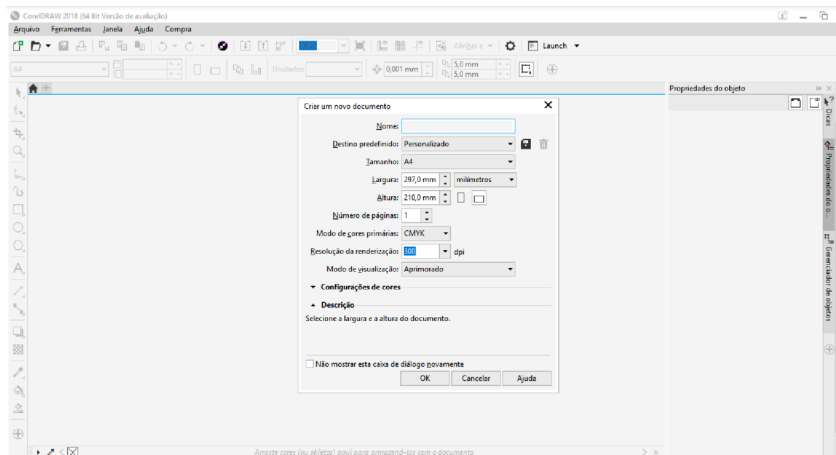 CorelDRAW 2018 (64 Bit Versão de avaliação)
Arquivo Ferramentas Janela Ajuda Compra
Alinhar a Launch
A4 Unidades: 0,001 mm 5,0 mm
5,0 mm
Propriedades do objeto
Criar um novo documento
Nome:
Destino predefinido: Personalizado
Tamanho: A4
Largura: 297,0 mm milímetros
Altura: 210,0 mm
Número de páginas: 1
Modo de cores primárias: CMYK
Resolução da renderização: 300 dpi
Modo de visualização: Aprimorado
Configurações de cores
Descrição
Selecione a largura e a altura do documento.
Não mostrar esta caixa de diálogo novamente
OK Cancelar Ajuda
Dicas
Propriedades do o...
Gerenciador de objetos
Arraste cores (ou objetos) aqui para armazená-las com o documento